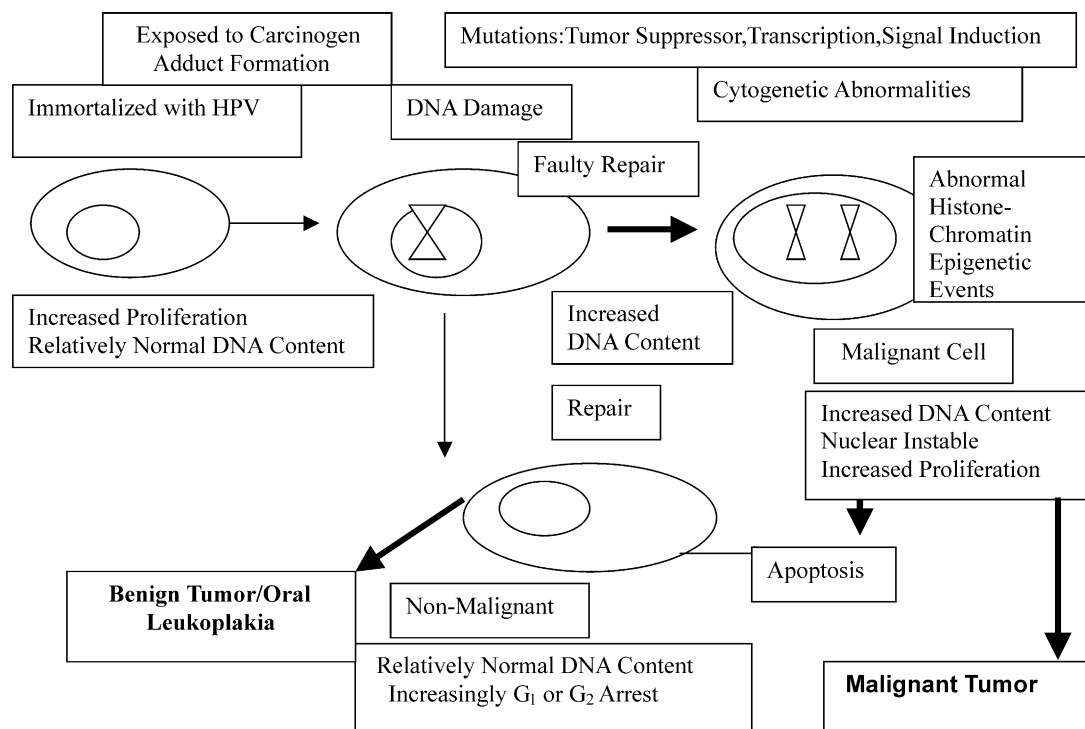 Exposed to Carcinogen
Adduct Formation
Mutations:Tumor Suppressor,Transcription,Signal Induction
Cytogenetic Abnormalities
Immortalized with HPV
DNA Damage
Faulty Repair
Abnormal
Histone-
Chromatin
Epigenetic
Events
Increased Proliferation
Relatively Normal DNA Content
Increased
DNA Content
Malignant Cell
Repair
Increased DNA Content
Nuclear Instable
Increased Proliferation
Apoptosis
Benign Tumor/Oral
Leukoplakia
Non-Malignant
Relatively Normal DNA Content
Increasingly G₁ or G₂ Arrest
Malignant Tumor